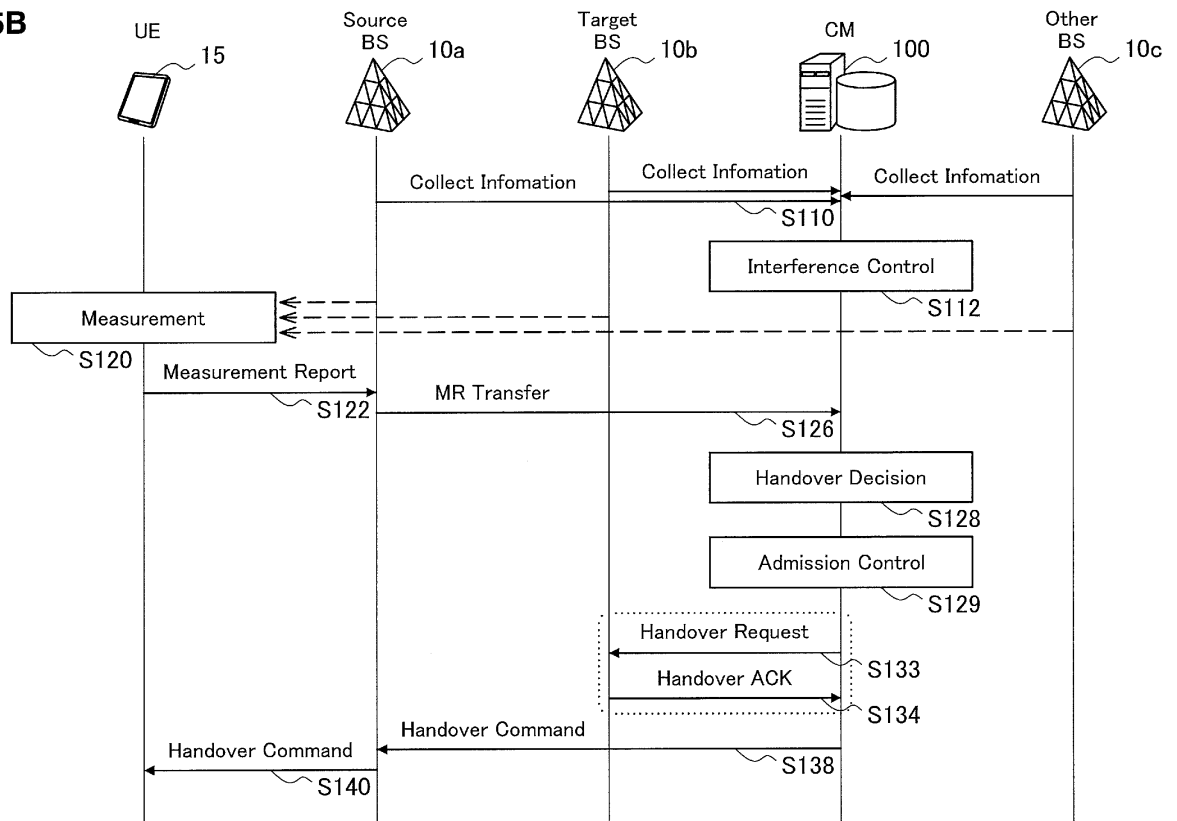 5B
UE
15
Source
BS
10a
Target
BS
10b
CM
100
Other
BS
10c
Collect Infomation
Collect Infomation
Collect Infomation
S110
Interference Control
S112
Measurement
S120
Measurement Report
S122
MR Transfer
S126
Handover Decision
S128
Admission Control
S129
Handover Request
S133
Handover ACK
S134
Handover Command
S138
Handover Command
S140